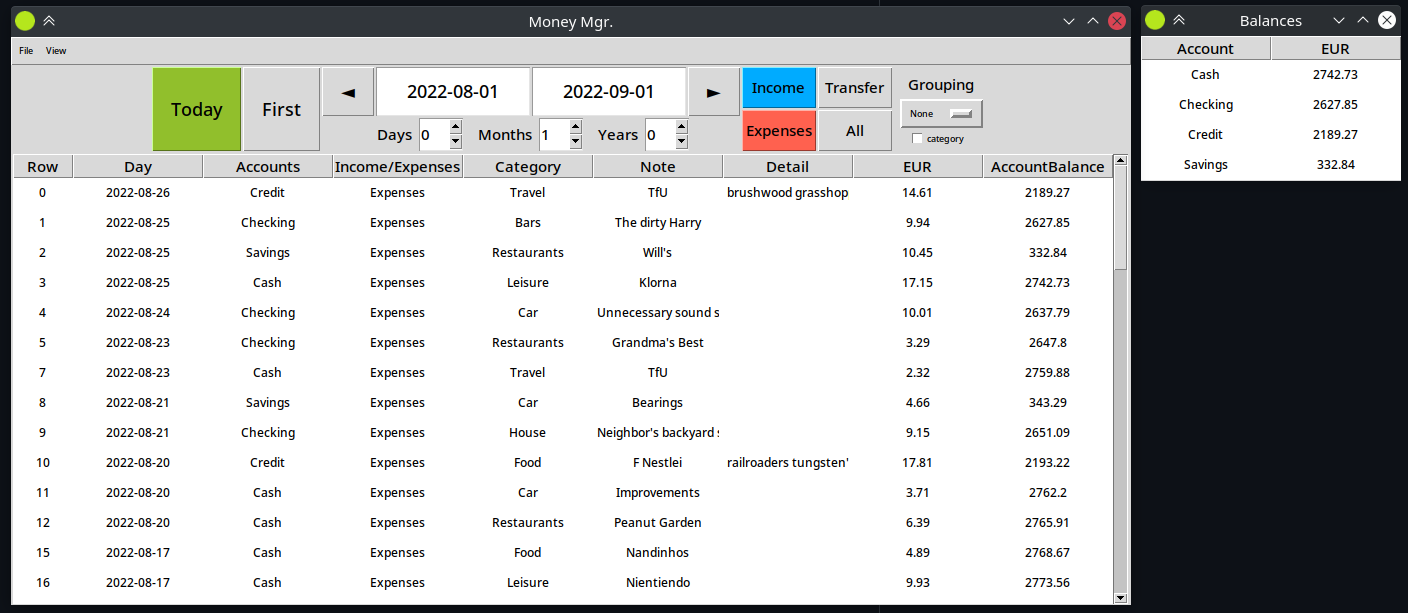 Money Mgr.
File View
Today First ◄ 2022-08-01 2022-09-01 ► Income Transfer Grouping
Days 0 Months 1 Years 0 Expenses All None
category
Row Day Accounts Income/Expenses Category Note Detail EUR AccountBalance
0 2022-08-26 Credit Expenses Travel TfU brushwood grasshop 14.61 2189.27
1 2022-08-25 Checking Expenses Bars The dirty Harry 9.94 2627.85
2 2022-08-25 Savings Expenses Restaurants Will's 10.45 332.84
3 2022-08-25 Cash Expenses Leisure Klorna 17.15 2742.73
4 2022-08-24 Checking Expenses Car Unnecessary sound s 10.01 2637.79
5 2022-08-23 Checking Expenses Restaurants Grandma's Best 3.29 2647.8
7 2022-08-23 Cash Expenses Travel TfU 2.32 2759.88
8 2022-08-21 Savings Expenses Car Bearings 4.66 343.29
9 2022-08-21 Checking Expenses House Neighbor's backyard s 9.15 2651.09
10 2022-08-20 Credit Expenses Food F Nestlei railroaders tungsten' 17.81 2193.22
11 2022-08-20 Cash Expenses Car Improvements 3.71 2762.2
12 2022-08-20 Cash Expenses Restaurants Peanut Garden 6.39 2765.91
15 2022-08-17 Cash Expenses Food Nandinhos 4.89 2768.67
16 2022-08-17 Cash Expenses Leisure Nientiendo 9.93 2773.56
Balances
Account EUR
Cash 2742.73
Checking 2627.85
Credit 2189.27
Savings 332.84